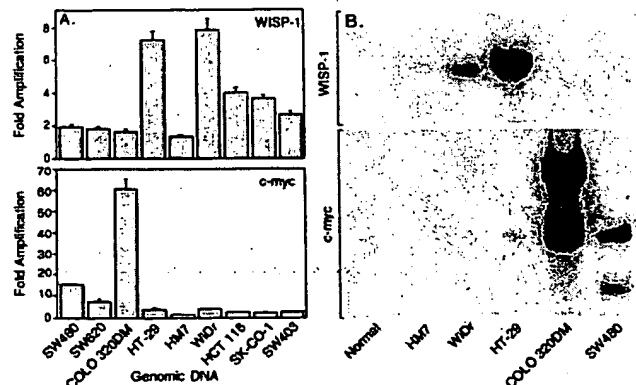 A.
WISP-1
Fold Amplification
8
6
4
2
0
c-myc
Fold Amplification
70
60
50
40
30
20
10
0
SW480
SW620
COLO 320DM
HT-29
HM7
WiDr
HCT 116
SK-CO-1
SW403
Genomic DNA
B.
WISP-1
c-myc
Normal
HM7
WiDr
HT-29
COLO 320DM
SW480